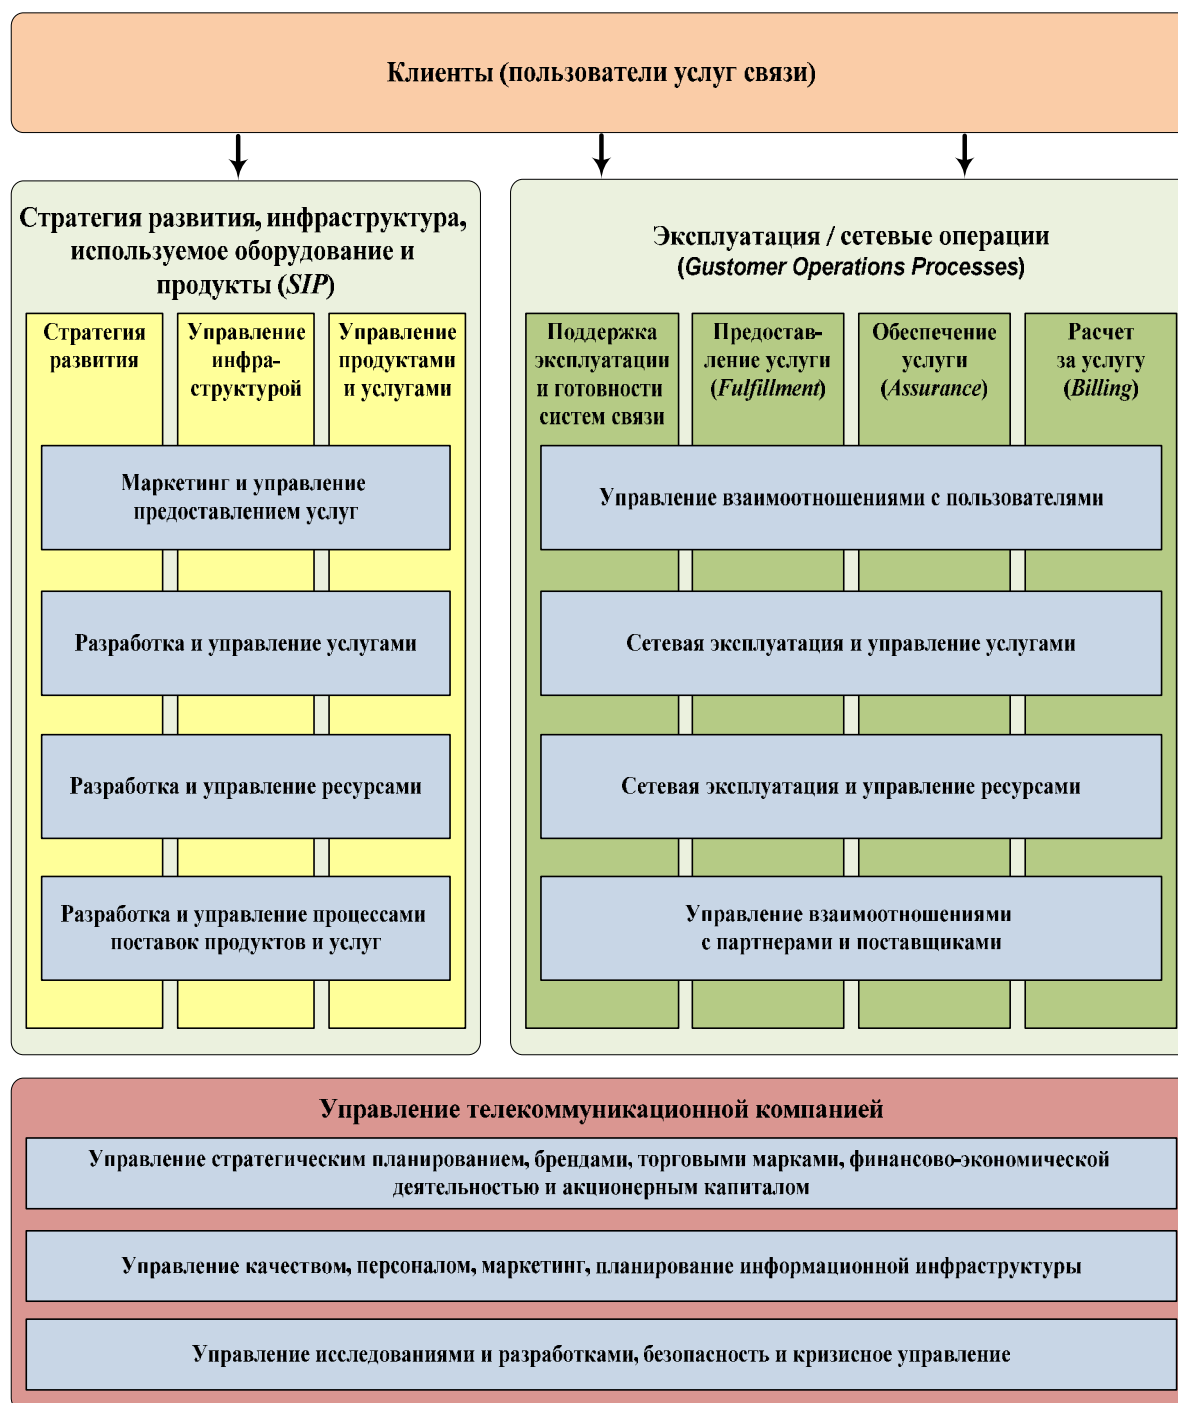 Клиенты (пользователи услуг связи)
Стратегия развития, инфраструктура,
используемое оборудование и
продукты (SIP)
Стратегия
развития
Управление
инфра-
структурой
Управление
продуктами
и услугами
Маркетинг и управление
предоставлением услуг
Разработка и управление услугами
Разработка и управление ресурсами
Разработка и управление процессами
поставок продуктов и услуг
Эксплуатация / сетевые операции
(Gustomer Operations Processes)
Поддержка
эксплуатации
и готовности
систем связи
Предостав-
ление услуги
(Fulfillment)
Обеспечение
услуги
(Assurance)
Расчет
за услугу
(Billing)
Управление взаимоотношениями с пользователями
Сетевая эксплуатация и управление услугами
Сетевая эксплуатация и управление ресурсами
Управление взаимоотношениями
с партнерами и поставщиками
Управление телекоммуникационной компанией
Управление стратегическим планированием, брендами, торговыми марками, финансово-экономической
деятельностью и акционерным капиталом
Управление качеством, персоналом, маркетинг, планирование информационной инфраструктуры
Управление исследованиями и разработками, безопасность и кризисное управление